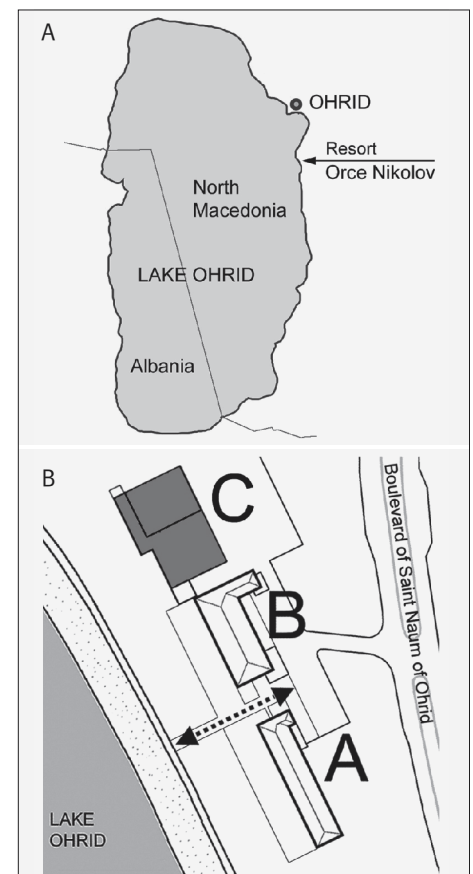 A
OHRID
Resort
Orce Nikolov
North
Macedonia
LAKE OHRID
Albania
B
C
B
A
Boulevard of Saint Naum of Ohrid
LAKE
OHRID